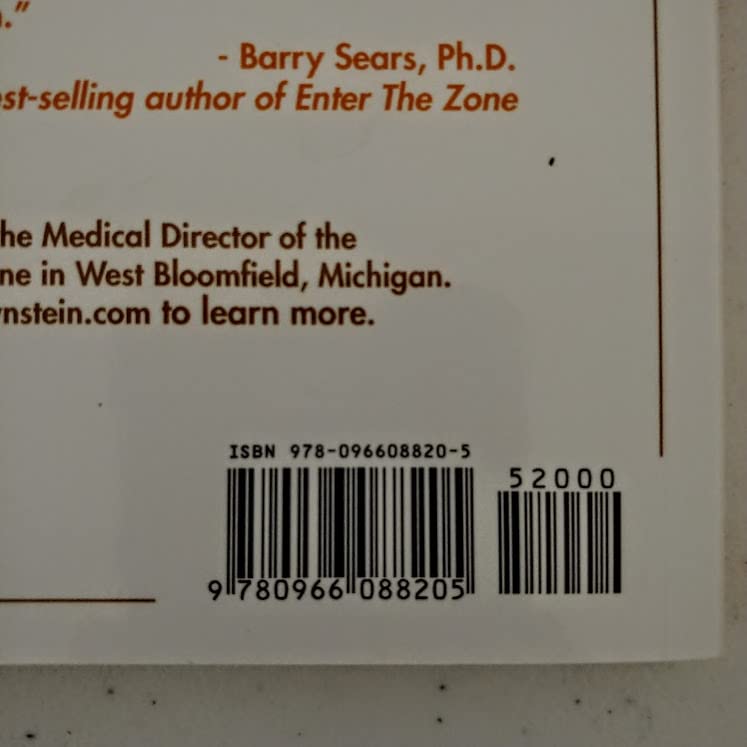 ."
- Barry Sears, Ph.D.
st-selling author of Enter The Zone
he Medical Director of the
ne in West Bloomfield, Michigan.
nstein.com to learn more.
ISBN 978-096608820-5
52000
9 780966 088205